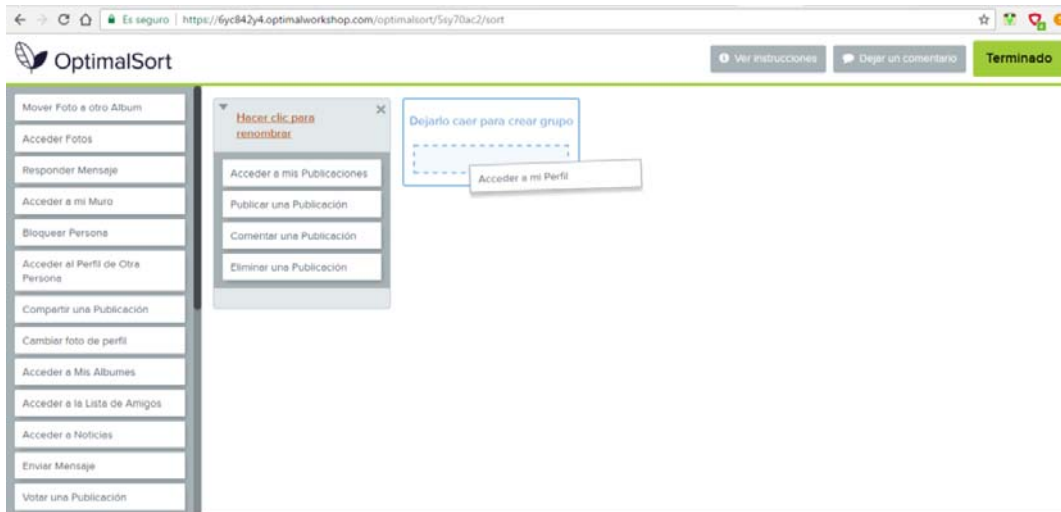 Es seguro | https://6yc842y4.optimalworkshop.com/optimalsort/5sy70ac2/sort
OptimalSort
Ver instrucciones
Dejar un comentario
Terminado
Mover Foto a otro Album
Acceder Fotos
Responder Mensaje
Acceder a mi Muro
Bloquear Persona
Acceder al Perfil de Otra
Persona
Compartir una Publicación
Cambiar foto de perfil
Acceder a Mis Albumes
Acceder a la Lista de Amigos
Acceder a Noticias
Enviar Mensaje
Votar una Publicación
Hacer clic para
renombrar
Acceder a mis Publicaciones
Publicar una Publicación
Comentar una Publicación
Eliminar una Publicación
Dejarlo caer para crear grupo
Acceder a mi Perfil